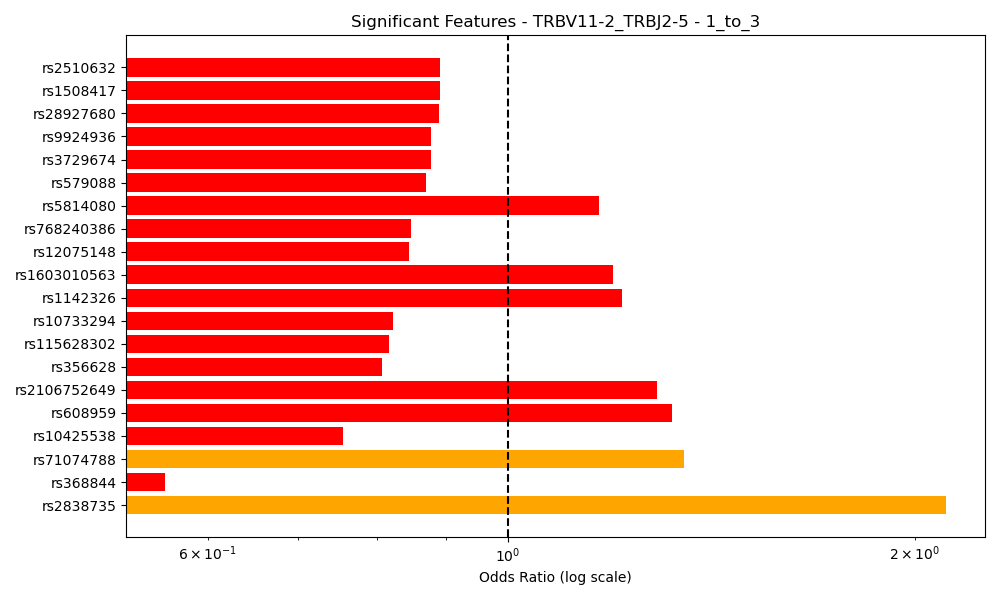 Significant Features - TRBV11-2_TRBJ2-5 - 1_to_3
rs2510632
rs1508417
rs28927680
rs9924936
rs3729674
rs579088
rs5814080
rs768240386
rs12075148
rs1603010563
rs1142326
rs10733294
rs115628302
rs356628
rs2106752649
rs608959
rs10425538
rs71074788
rs368844
rs2838735
6 × 10⁻¹ 10⁰ 2 × 10⁰
Odds Ratio (log scale)